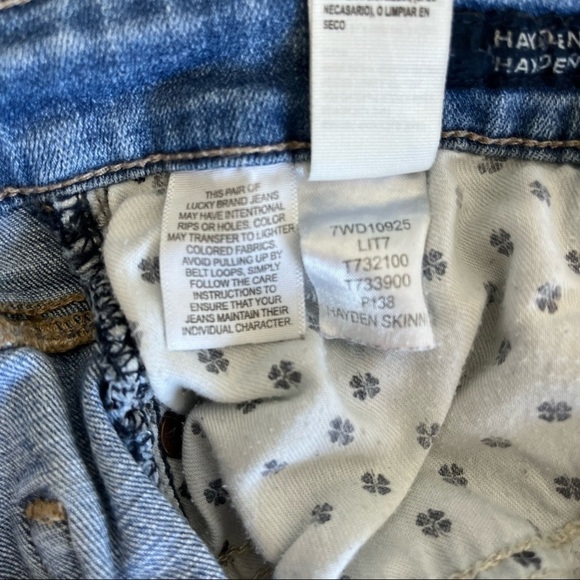 NECASARIO), O LIMPIAR EN
SECO
HAYDEN
HAYDEN
THIS PAIR OF
LUCKY BRAND JEANS
MAY HAVE INTENTIONAL
RIPS OR HOLES. COLOR
MAY TRANSFER TO LIGHTER
COLORED FABRICS.
AVOID PULLING UP BY
BELT LOOPS, SIMPLY
FOLLOW THE CARE
INSTRUCTIONS TO
ENSURE THAT YOUR
JEANS MAINTAIN THEIR
INDIVIDUAL CHARACTER.
7WD10925
LIT7
T732100
T733900
P138
HAYDEN SKINN